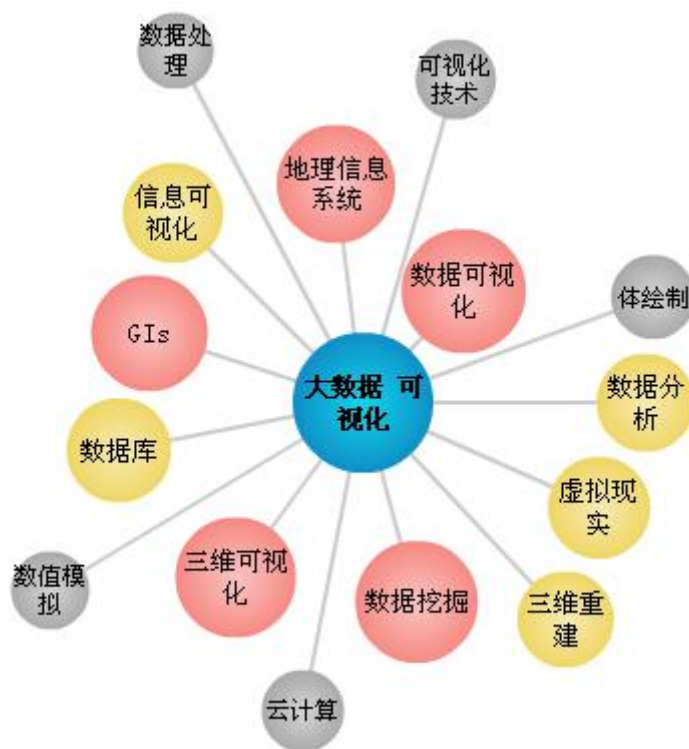 数据处
理
可视化
技术
地理信息
系统
信息可
视化
数据可视
化
体绘制
GIs
大数据 可
视化
数据分
析
数据库
虚拟现
实
数值模
拟
三维可视
化
数据挖掘
三维重
建
云计算